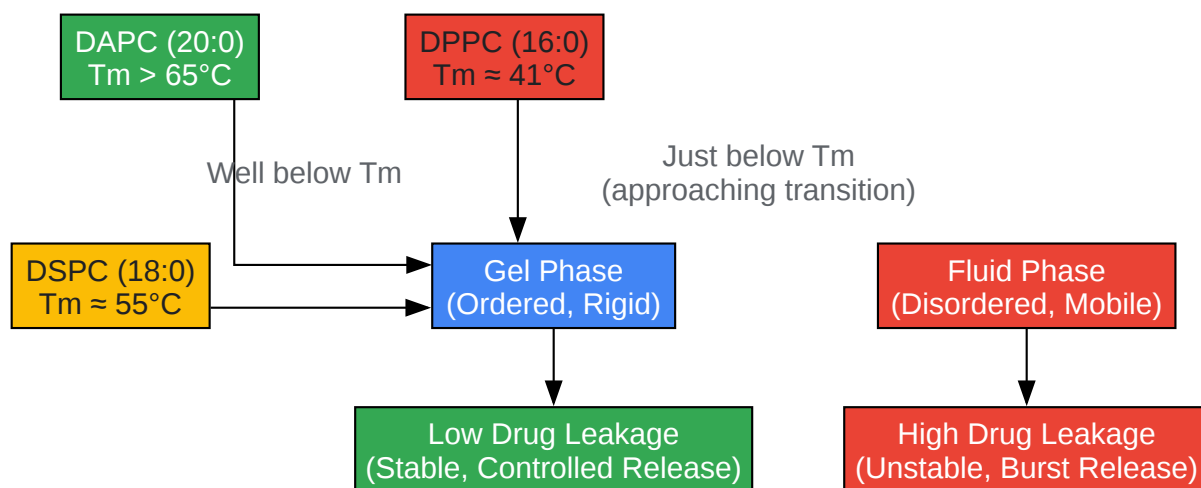 DAPC (20:0)
Tm > 65°C
DPPC (16:0)
Tm ≈ 41°C
Well below Tm
Just below Tm
(approaching transition)
DSPC (18:0)
Tm ≈ 55°C
Gel Phase
(Ordered, Rigid)
Fluid Phase
(Disordered, Mobile)
Low Drug Leakage
(Stable, Controlled Release)
High Drug Leakage
(Unstable, Burst Release)